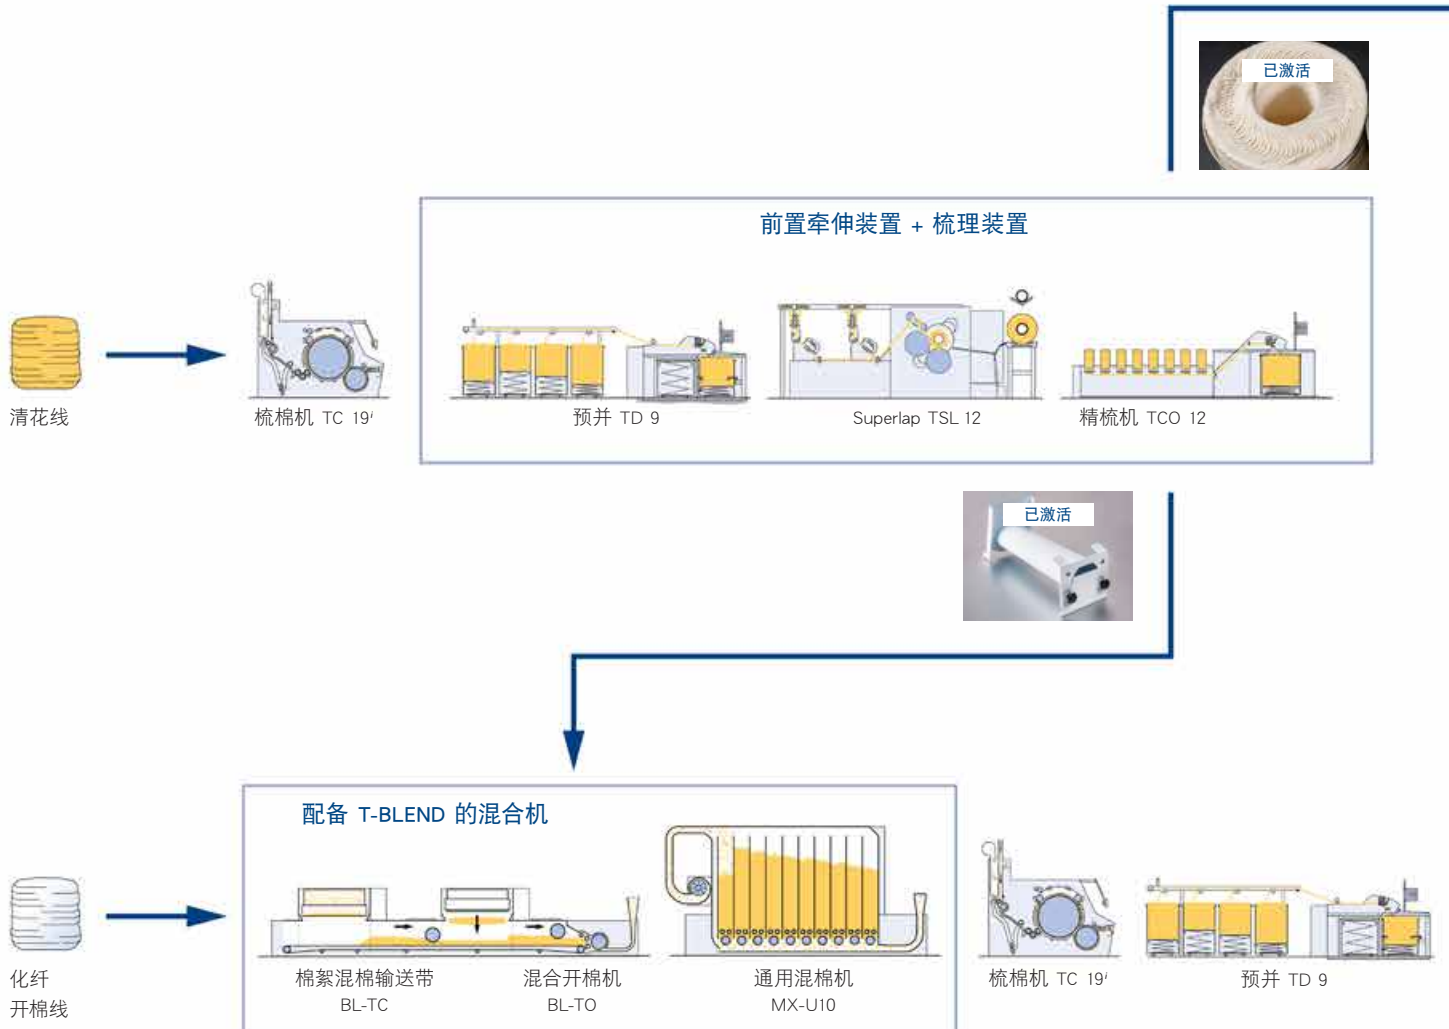 已激活
前置牵伸装置 + 梳理装置
清花线
梳棉机 TC 19i
预并 TD 9
Superlap TSL 12
精梳机 TCO 12
已激活
配备 T-BLEND 的混合机
化纤
开棉线
棉絮混棉输送带
BL-TC
混合开棉机
BL-TO
通用混棉机
MX-U10
梳棉机 TC 19i
预并 TD 9